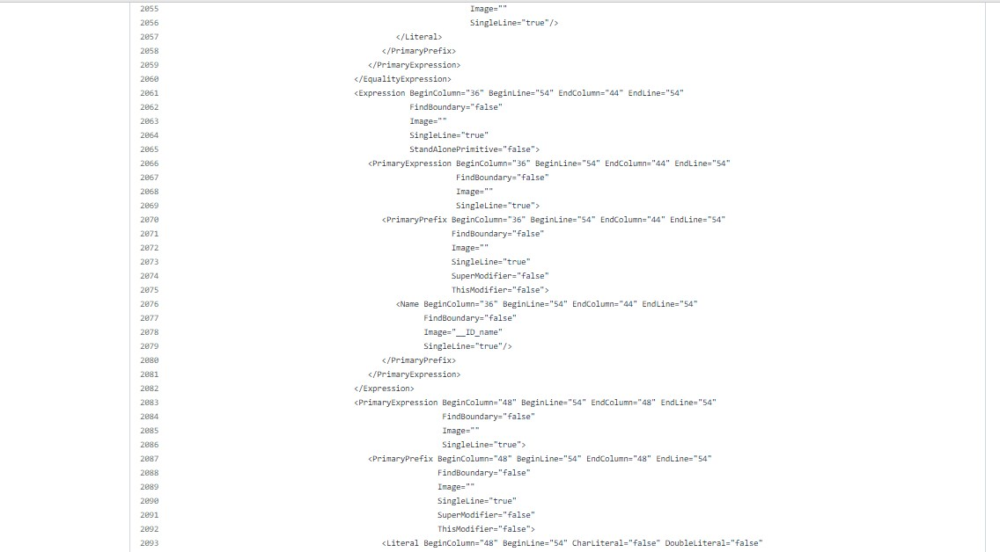 2055 Image=""
2056 SingleLine="true"/>
2057 </Literal>
2058 </PrimaryPrefix>
2059 </PrimaryExpression>
2060 </EqualityExpression>
2061 <Expression BeginColumn="36" BeginLine="54" EndColumn="44" EndLine="54"
2062 FindBoundary="false"
2063 Image=""
2064 SingleLine="true"
2065 StandAlonePrimitive="false">
2066 <PrimaryExpression BeginColumn="36" BeginLine="54" EndColumn="44" EndLine="54"
2067 FindBoundary="false"
2068 Image=""
2069 SingleLine="true">
2070 <PrimaryPrefix BeginColumn="36" BeginLine="54" EndColumn="44" EndLine="54"
2071 FindBoundary="false"
2072 Image=""
2073 SingleLine="true"
2074 SuperModifier="false"
2075 ThisModifier="false">
2076 <Name BeginColumn="36" BeginLine="54" EndColumn="44" EndLine="54"
2077 FindBoundary="false"
2078 Image="__ID_name"
2079 SingleLine="true"/>
2080 </PrimaryPrefix>
2081 </PrimaryExpression>
2082 </Expression>
2083 <PrimaryExpression BeginColumn="48" BeginLine="54" EndColumn="48" EndLine="54"
2084 FindBoundary="false"
2085 Image=""
2086 SingleLine="true">
2087 <PrimaryPrefix BeginColumn="48" BeginLine="54" EndColumn="48" EndLine="54"
2088 FindBoundary="false"
2089 Image=""
2090 SingleLine="true"
2091 SuperModifier="false"
2092 ThisModifier="false">
2093 <Literal BeginColumn="48" BeginLine="54" CharLiteral="false" DoubleLiteral="false"